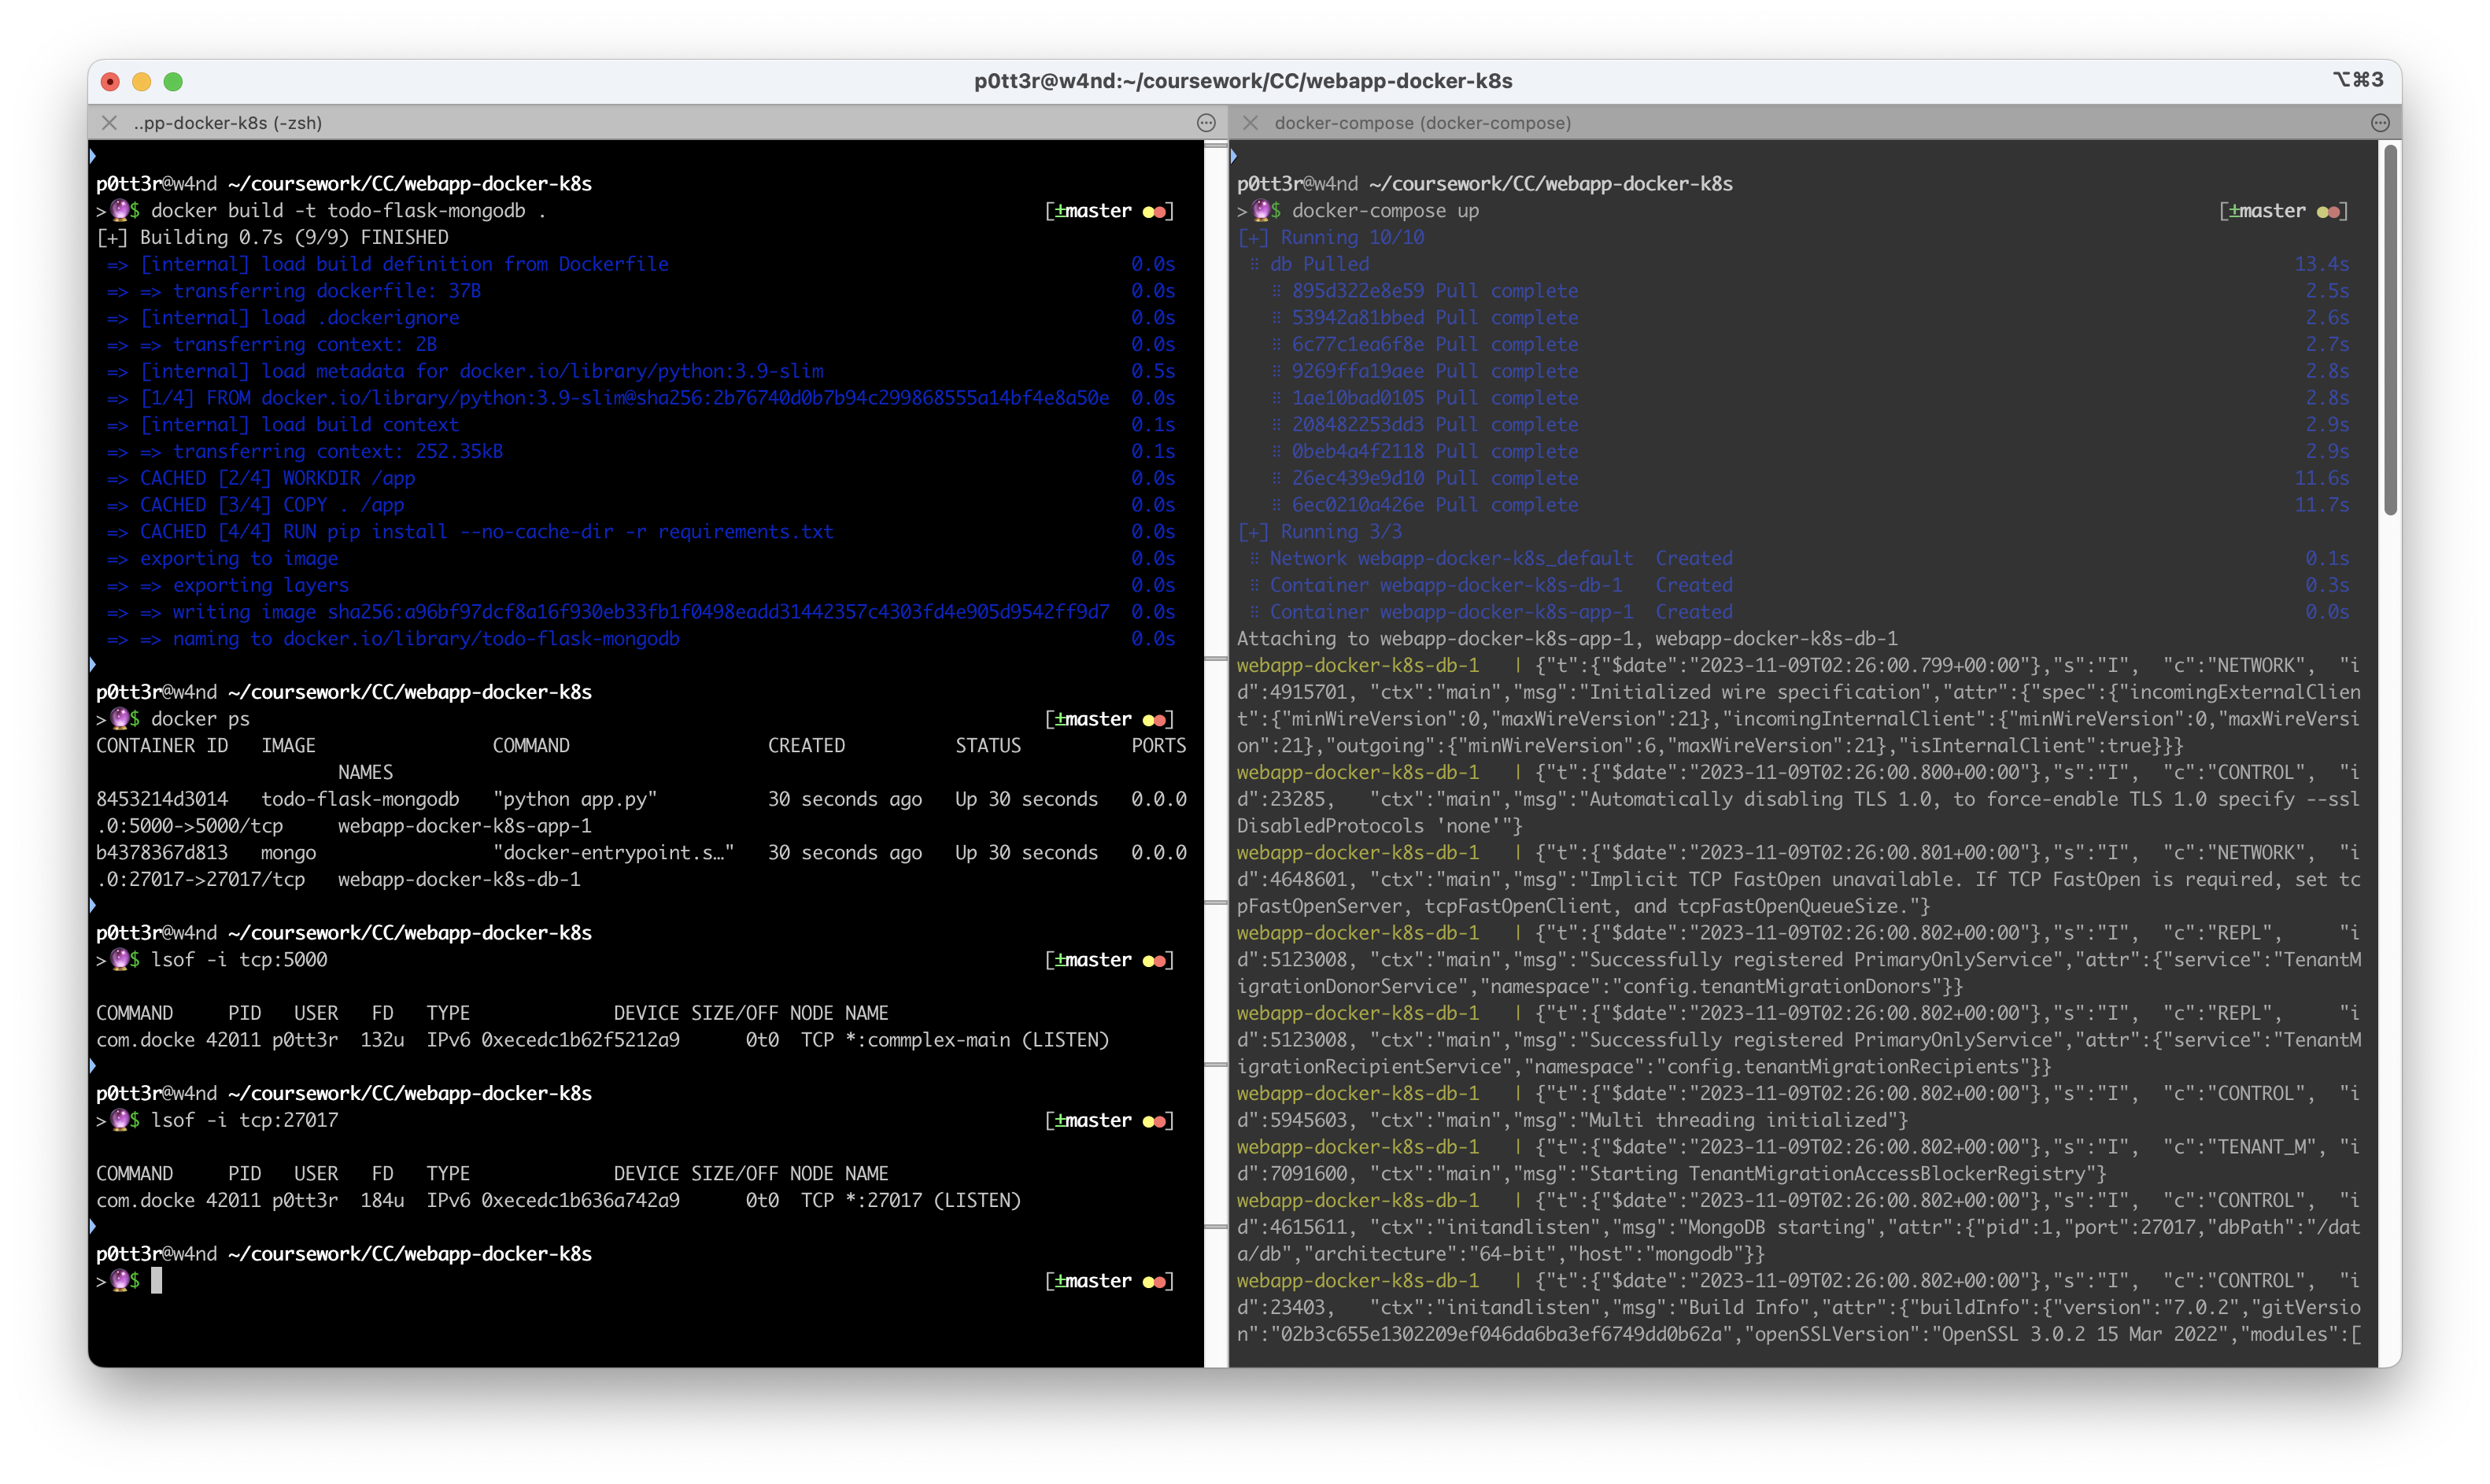 p0tt3r@w4nd:~/coursework/CC/webapp-docker-k8s
⌥⌘3
..pp-docker-k8s (-zsh)
p0tt3r@w4nd ~/coursework/CC/webapp-docker-k8s
>🔮$ docker build -t todo-flask-mongodb . [±master ●●]
[+] Building 0.7s (9/9) FINISHED
=> [internal] load build definition from Dockerfile 0.0s
=> => transferring dockerfile: 37B 0.0s
=> [internal] load .dockerignore 0.0s
=> => transferring context: 2B 0.0s
=> [internal] load metadata for docker.io/library/python:3.9-slim 0.5s
=> [1/4] FROM docker.io/library/python:3.9-slim@sha256:2b76740d0b7b94c299868555a14bf4e8a50e 0.0s
=> [internal] load build context 0.1s
=> => transferring context: 252.35kB 0.1s
=> CACHED [2/4] WORKDIR /app 0.0s
=> CACHED [3/4] COPY . /app 0.0s
=> CACHED [4/4] RUN pip install --no-cache-dir -r requirements.txt 0.0s
=> exporting to image 0.0s
=> => exporting layers 0.0s
=> => writing image sha256:a96bf97dcf8a16f930eb33fb1f0498eadd31442357c4303fd4e905d9542ff9d7 0.0s
=> => naming to docker.io/library/todo-flask-mongodb 0.0s
p0tt3r@w4nd ~/coursework/CC/webapp-docker-k8s
>🔮$ docker ps [±master ●●]
CONTAINER ID IMAGE COMMAND CREATED STATUS PORTS
NAMES
8453214d3014 todo-flask-mongodb "python app.py" 30 seconds ago Up 30 seconds 0.0.0
.0:5000->5000/tcp webapp-docker-k8s-app-1
b4378367d813 mongo "docker-entrypoint.s…" 30 seconds ago Up 30 seconds 0.0.0
.0:27017->27017/tcp webapp-docker-k8s-db-1
p0tt3r@w4nd ~/coursework/CC/webapp-docker-k8s
>🔮$ lsof -i tcp:5000 [±master ●●]
COMMAND PID USER FD TYPE DEVICE SIZE/OFF NODE NAME
com.docke 42011 p0tt3r 132u IPv6 0xecedc1b62f5212a9 0t0 TCP *:commplex-main (LISTEN)
p0tt3r@w4nd ~/coursework/CC/webapp-docker-k8s
>🔮$ lsof -i tcp:27017 [±master ●●]
COMMAND PID USER FD TYPE DEVICE SIZE/OFF NODE NAME
com.docke 42011 p0tt3r 184u IPv6 0xecedc1b636a742a9 0t0 TCP *:27017 (LISTEN)
p0tt3r@w4nd ~/coursework/CC/webapp-docker-k8s
>🔮$ [±master ●●]
docker-compose (docker-compose)
p0tt3r@w4nd ~/coursework/CC/webapp-docker-k8s
>🔮$ docker-compose up [±master ●●]
[+] Running 10/10
⠿ db Pulled 13.4s
⠿ 895d322e8e59 Pull complete 2.5s
⠿ 53942a81bbed Pull complete 2.6s
⠿ 6c77c1ea6f8e Pull complete 2.7s
⠿ 9269ffa19aee Pull complete 2.8s
⠿ 1ae10bad0105 Pull complete 2.8s
⠿ 208482253dd3 Pull complete 2.9s
⠿ 0beb4a4f2118 Pull complete 2.9s
⠿ 26ec439e9d10 Pull complete 11.6s
⠿ 6ec0210a426e Pull complete 11.7s
[+] Running 3/3
⠿ Network webapp-docker-k8s_default Created 0.1s
⠿ Container webapp-docker-k8s-db-1 Created 0.3s
⠿ Container webapp-docker-k8s-app-1 Created 0.0s
Attaching to webapp-docker-k8s-app-1, webapp-docker-k8s-db-1
webapp-docker-k8s-db-1 | {"t":{"$date":"2023-11-09T02:26:00.799+00:00"},"s":"I", "c":"NETWORK", "i
d":4915701, "ctx":"main","msg":"Initialized wire specification","attr":{"spec":{"incomingExternalClien
t":{"minWireVersion":0,"maxWireVersion":21},"incomingInternalClient":{"minWireVersion":0,"maxWireVersi
on":21},"outgoing":{"minWireVersion":6,"maxWireVersion":21},"isInternalClient":true}}}
webapp-docker-k8s-db-1 | {"t":{"$date":"2023-11-09T02:26:00.800+00:00"},"s":"I", "c":"CONTROL", "i
d":23285, "ctx":"main","msg":"Automatically disabling TLS 1.0, to force-enable TLS 1.0 specify --ssl
DisabledProtocols 'none'"}
webapp-docker-k8s-db-1 | {"t":{"$date":"2023-11-09T02:26:00.801+00:00"},"s":"I", "c":"NETWORK", "i
d":4648601, "ctx":"main","msg":"Implicit TCP FastOpen unavailable. If TCP FastOpen is required, set tc
pFastOpenServer, tcpFastOpenClient, and tcpFastOpenQueueSize."}
webapp-docker-k8s-db-1 | {"t":{"$date":"2023-11-09T02:26:00.802+00:00"},"s":"I", "c":"REPL", "i
d":5123008, "ctx":"main","msg":"Successfully registered PrimaryOnlyService","attr":{"service":"TenantM
igrationDonorService","namespace":"config.tenantMigrationDonors"}}
webapp-docker-k8s-db-1 | {"t":{"$date":"2023-11-09T02:26:00.802+00:00"},"s":"I", "c":"REPL", "i
d":5123008, "ctx":"main","msg":"Successfully registered PrimaryOnlyService","attr":{"service":"TenantM
igrationRecipientService","namespace":"config.tenantMigrationRecipients"}}
webapp-docker-k8s-db-1 | {"t":{"$date":"2023-11-09T02:26:00.802+00:00"},"s":"I", "c":"CONTROL", "i
d":5945603, "ctx":"main","msg":"Multi threading initialized"}
webapp-docker-k8s-db-1 | {"t":{"$date":"2023-11-09T02:26:00.802+00:00"},"s":"I", "c":"TENANT_M", "i
d":7091600, "ctx":"main","msg":"Starting TenantMigrationAccessBlockerRegistry"}
webapp-docker-k8s-db-1 | {"t":{"$date":"2023-11-09T02:26:00.802+00:00"},"s":"I", "c":"CONTROL", "i
d":4615611, "ctx":"initandlisten","msg":"MongoDB starting","attr":{"pid":1,"port":27017,"dbPath":"/dat
a/db","architecture":"64-bit","host":"mongodb"}}
webapp-docker-k8s-db-1 | {"t":{"$date":"2023-11-09T02:26:00.802+00:00"},"s":"I", "c":"CONTROL", "i
d":23403, "ctx":"initandlisten","msg":"Build Info","attr":{"buildInfo":{"version":"7.0.2","gitVersio
n":"02b3c655e1302209ef046da6ba3ef6749dd0b62a","openSSLVersion":"OpenSSL 3.0.2 15 Mar 2022","modules":[